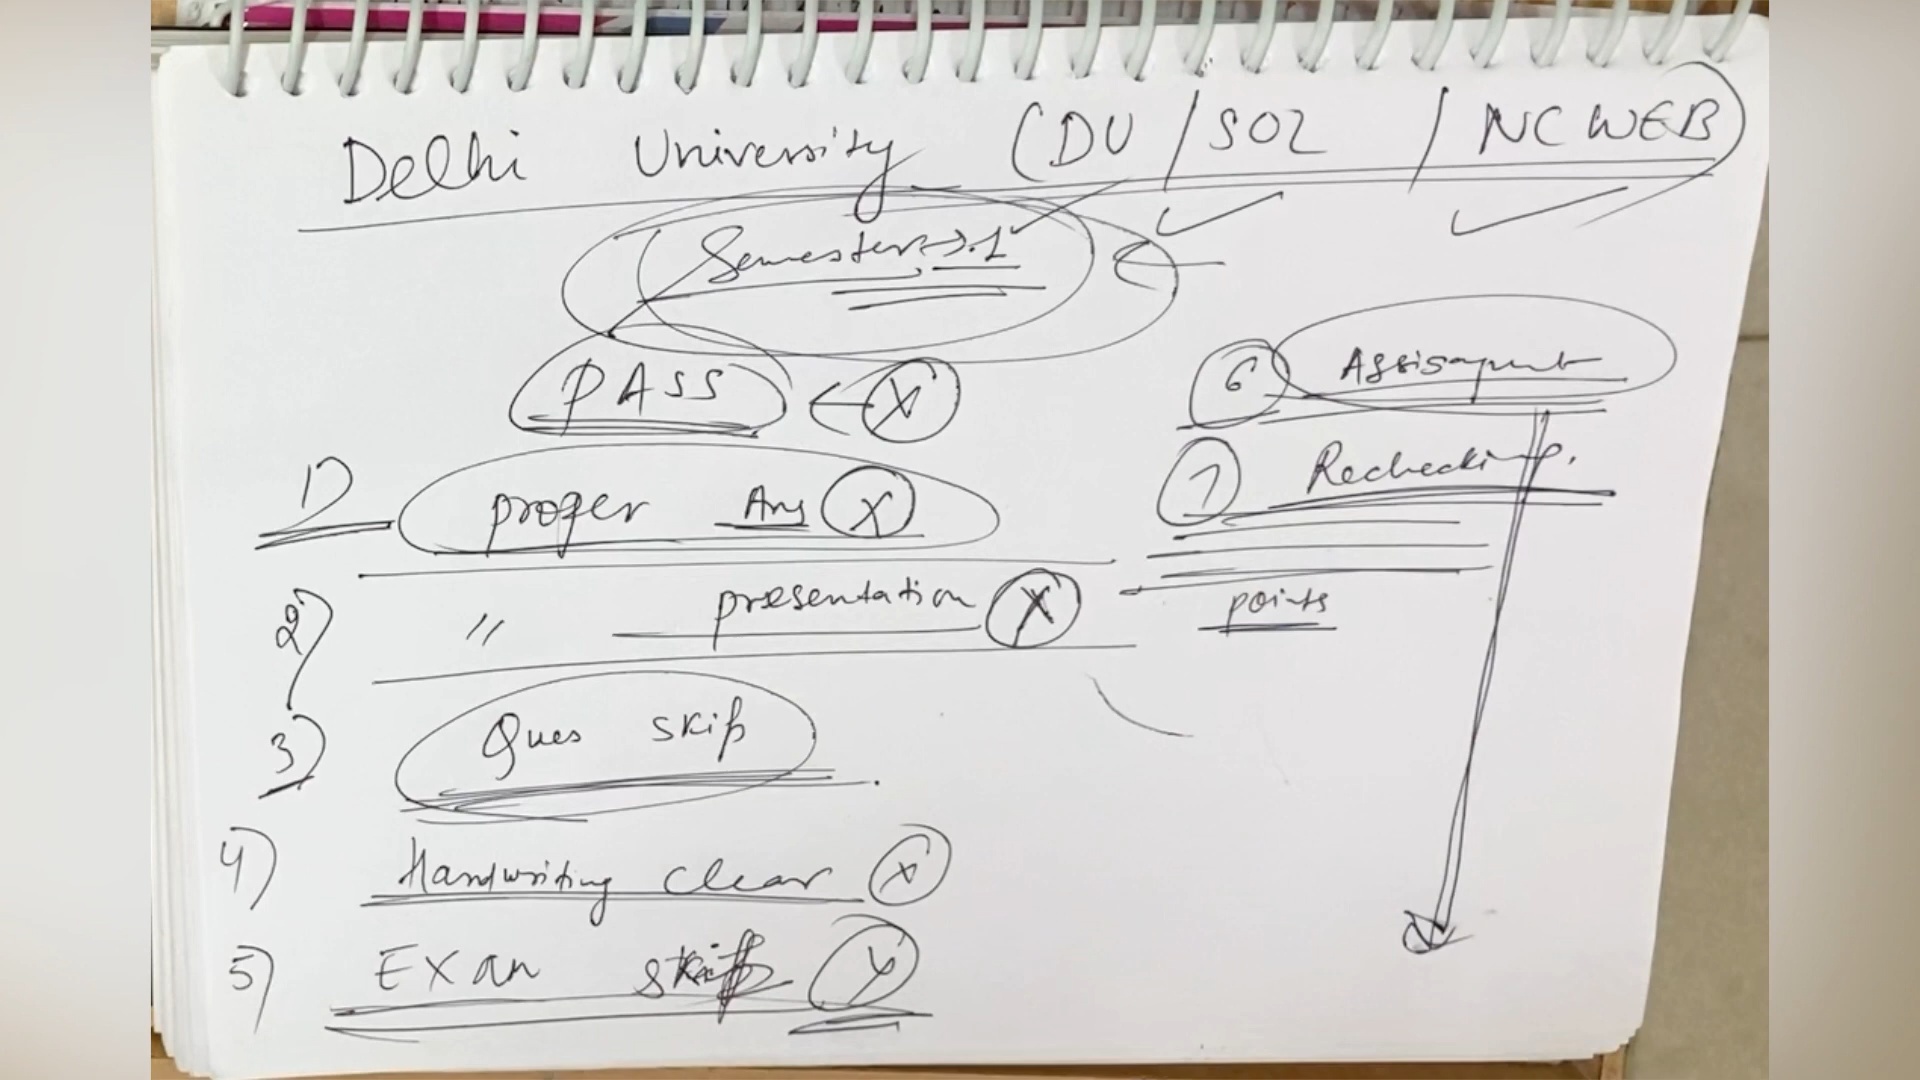 Delhi University (DU / SOL / NCWEB)
Semester → 1
PASS ← X
1) proper Ans X
2) " presentation X
3) Ques skip
4) Handwriting clear X
5) Exam skip X
6 Assisgment
7 Rechecking.
points